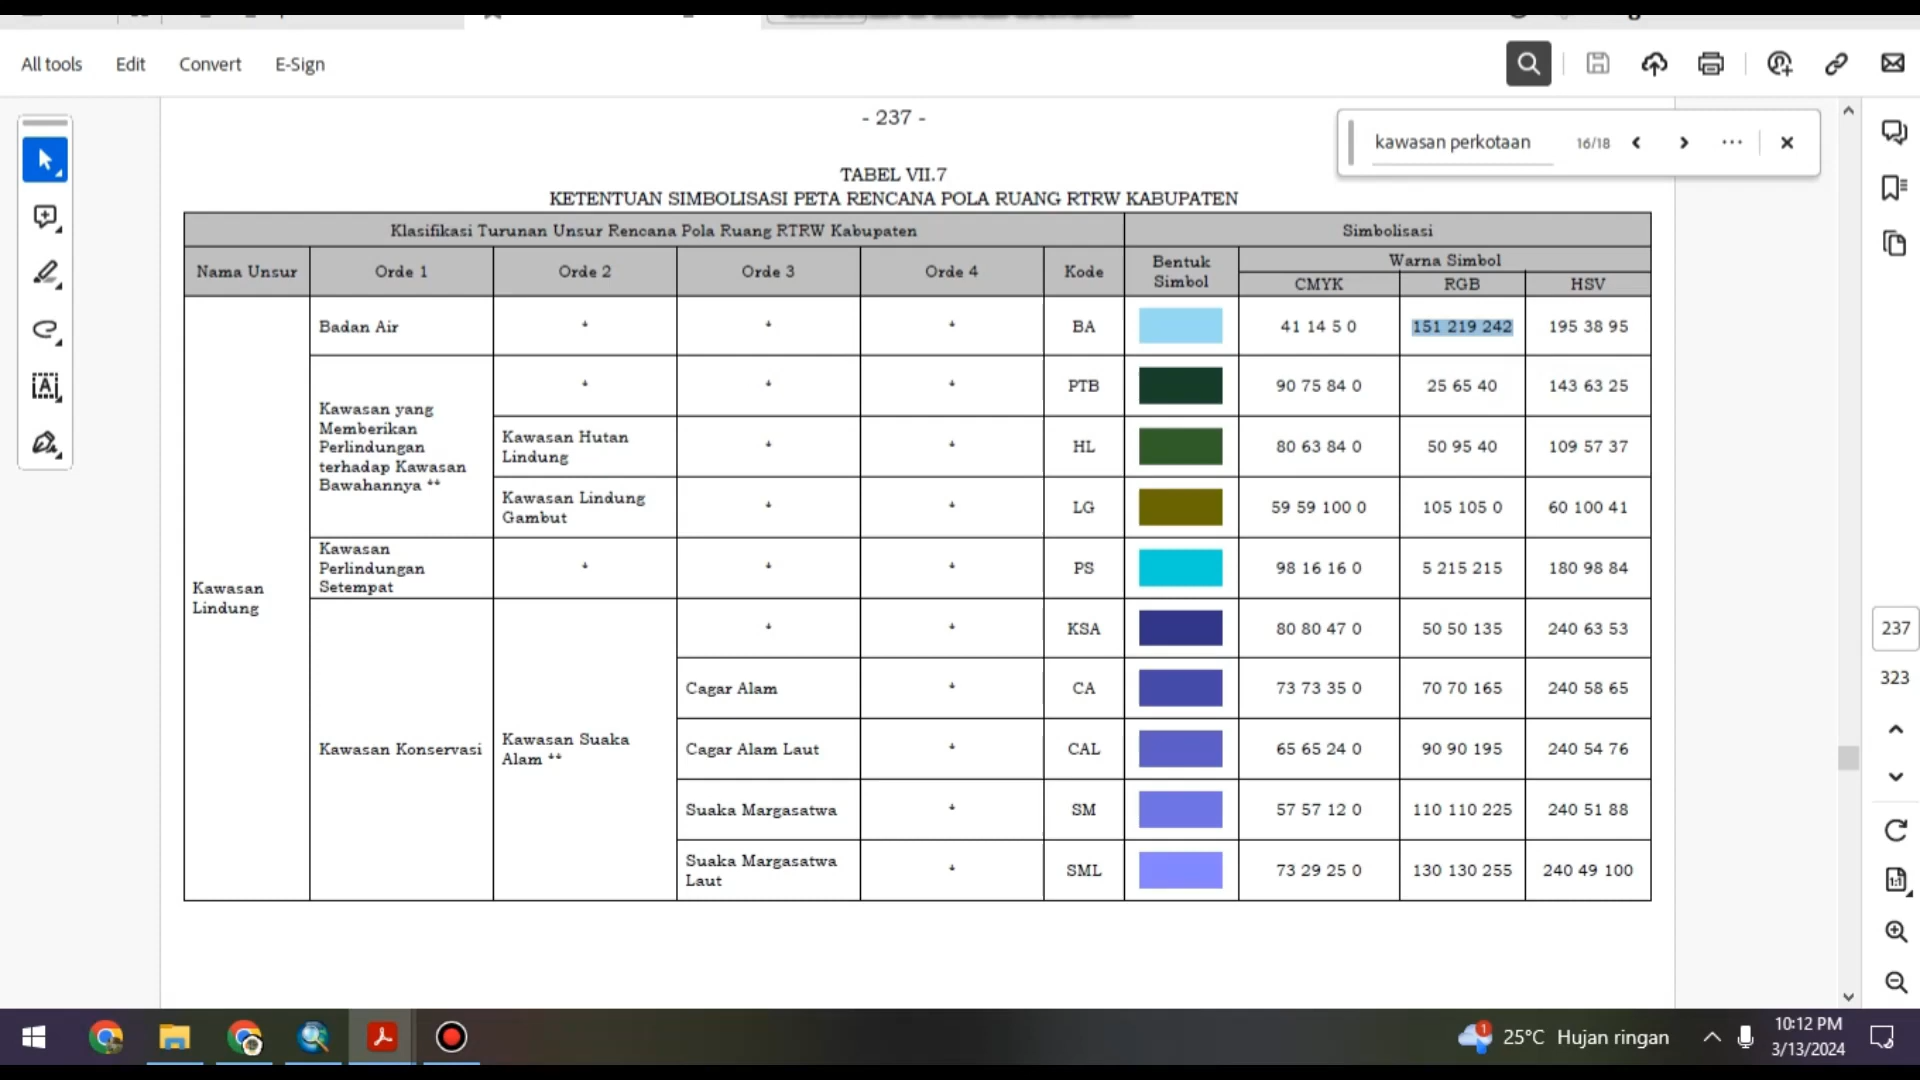 All tools Edit Convert E-Sign
- 237 -
kawasan perkotaan 16/18
TABEL VII.7
KETENTUAN SIMBOLISASI PETA RENCANA POLA RUANG RTRW KABUPATEN
Klasifikasi Turunan Unsur Rencana Pola Ruang RTRW Kabupaten Simbolisasi
Nama Unsur Orde 1 Orde 2 Orde 3 Orde 4 Kode Bentuk Simbol Warna Simbol
CMYK RGB HSV
Kawasan Lindung
Badan Air * * * BA 41 14 5 0 151 219 242 195 38 95
Kawasan yang
Memberikan
Perlindungan
terhadap Kawasan
Bawahannya **
* * * PTB 90 75 84 0 25 65 40 143 63 25
Kawasan Hutan
Lindung
* * HL 80 63 84 0 50 95 40 109 57 37
Kawasan Lindung
Gambut
* * LG 59 59 100 0 105 105 0 60 100 41
Kawasan
Perlindungan
Setempat
* * * PS 98 16 16 0 5 215 215 180 98 84
Kawasan Konservasi
Kawasan Suaka
Alam **
* * KSA 80 80 47 0 50 50 135 240 63 53
Cagar Alam * CA 73 73 35 0 70 70 165 240 58 65
Cagar Alam Laut * CAL 65 65 24 0 90 90 195 240 54 76
Suaka Margasatwa * SM 57 57 12 0 110 110 225 240 51 88
Suaka Margasatwa
Laut
* SML 73 29 25 0 130 130 255 240 49 100
237
323
1:1
1 25°C Hujan ringan
10:12 PM
3/13/2024